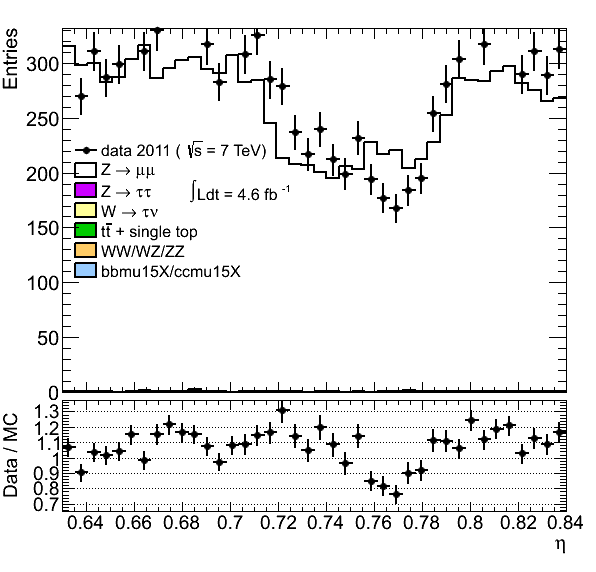 Entries
300
250
200
150
100
50
0
data 2011 ( √s = 7 TeV)
Z → μμ
Z → ττ
∫Ldt = 4.6 fb⁻¹
W → τν
tt̄ + single top
WW/WZ/ZZ
bbmu15X/ccmu15X
Data / MC
1.3
1.2
1.1
1
0.9
0.8
0.7
0.64 0.66 0.68 0.7 0.72 0.74 0.76 0.78 0.8 0.82 0.84
η